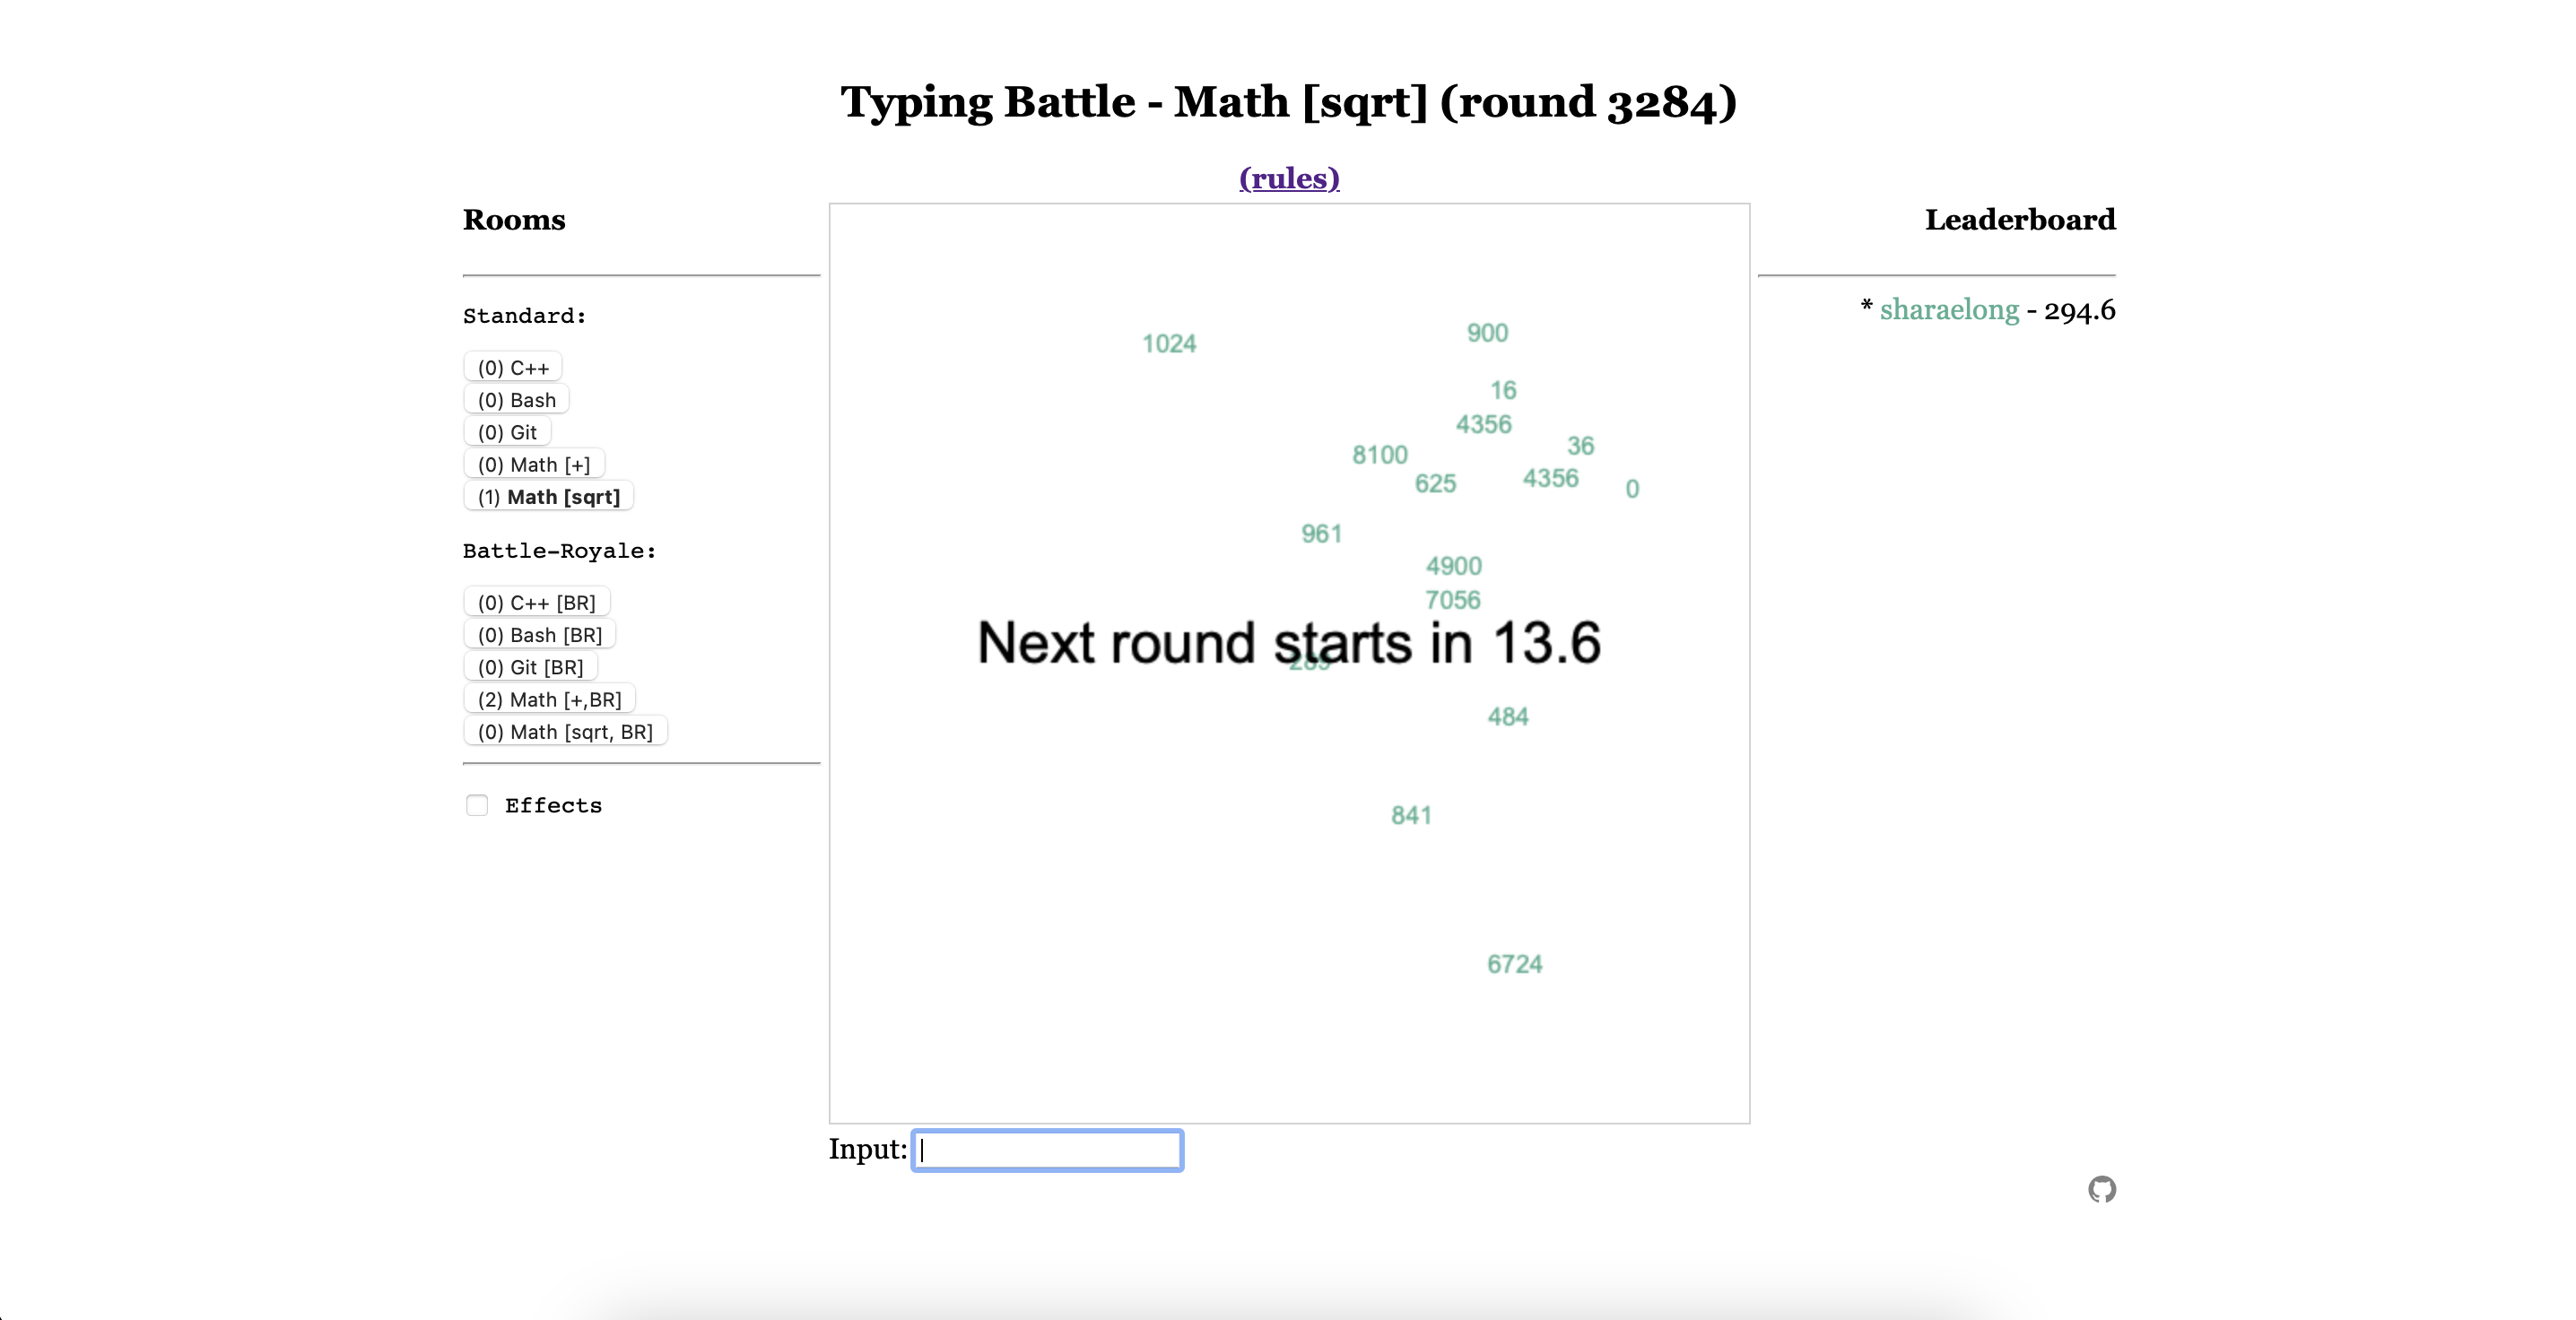 Typing Battle - Math [sqrt] (round 3284)
(rules)
Rooms
Standard:
(0) C++
(0) Bash
(0) Git
(0) Math [+]
(1) Math [sqrt]
Battle-Royale:
(0) C++ [BR]
(0) Bash [BR]
(0) Git [BR]
(2) Math [+,BR]
(0) Math [sqrt, BR]
Effects
1024
900
16
4356
36
8100
625
4356
0
961
4900
7056
Next round starts in 13.6
289
484
841
6724
Input:
Leaderboard
* sharaelong - 294.6